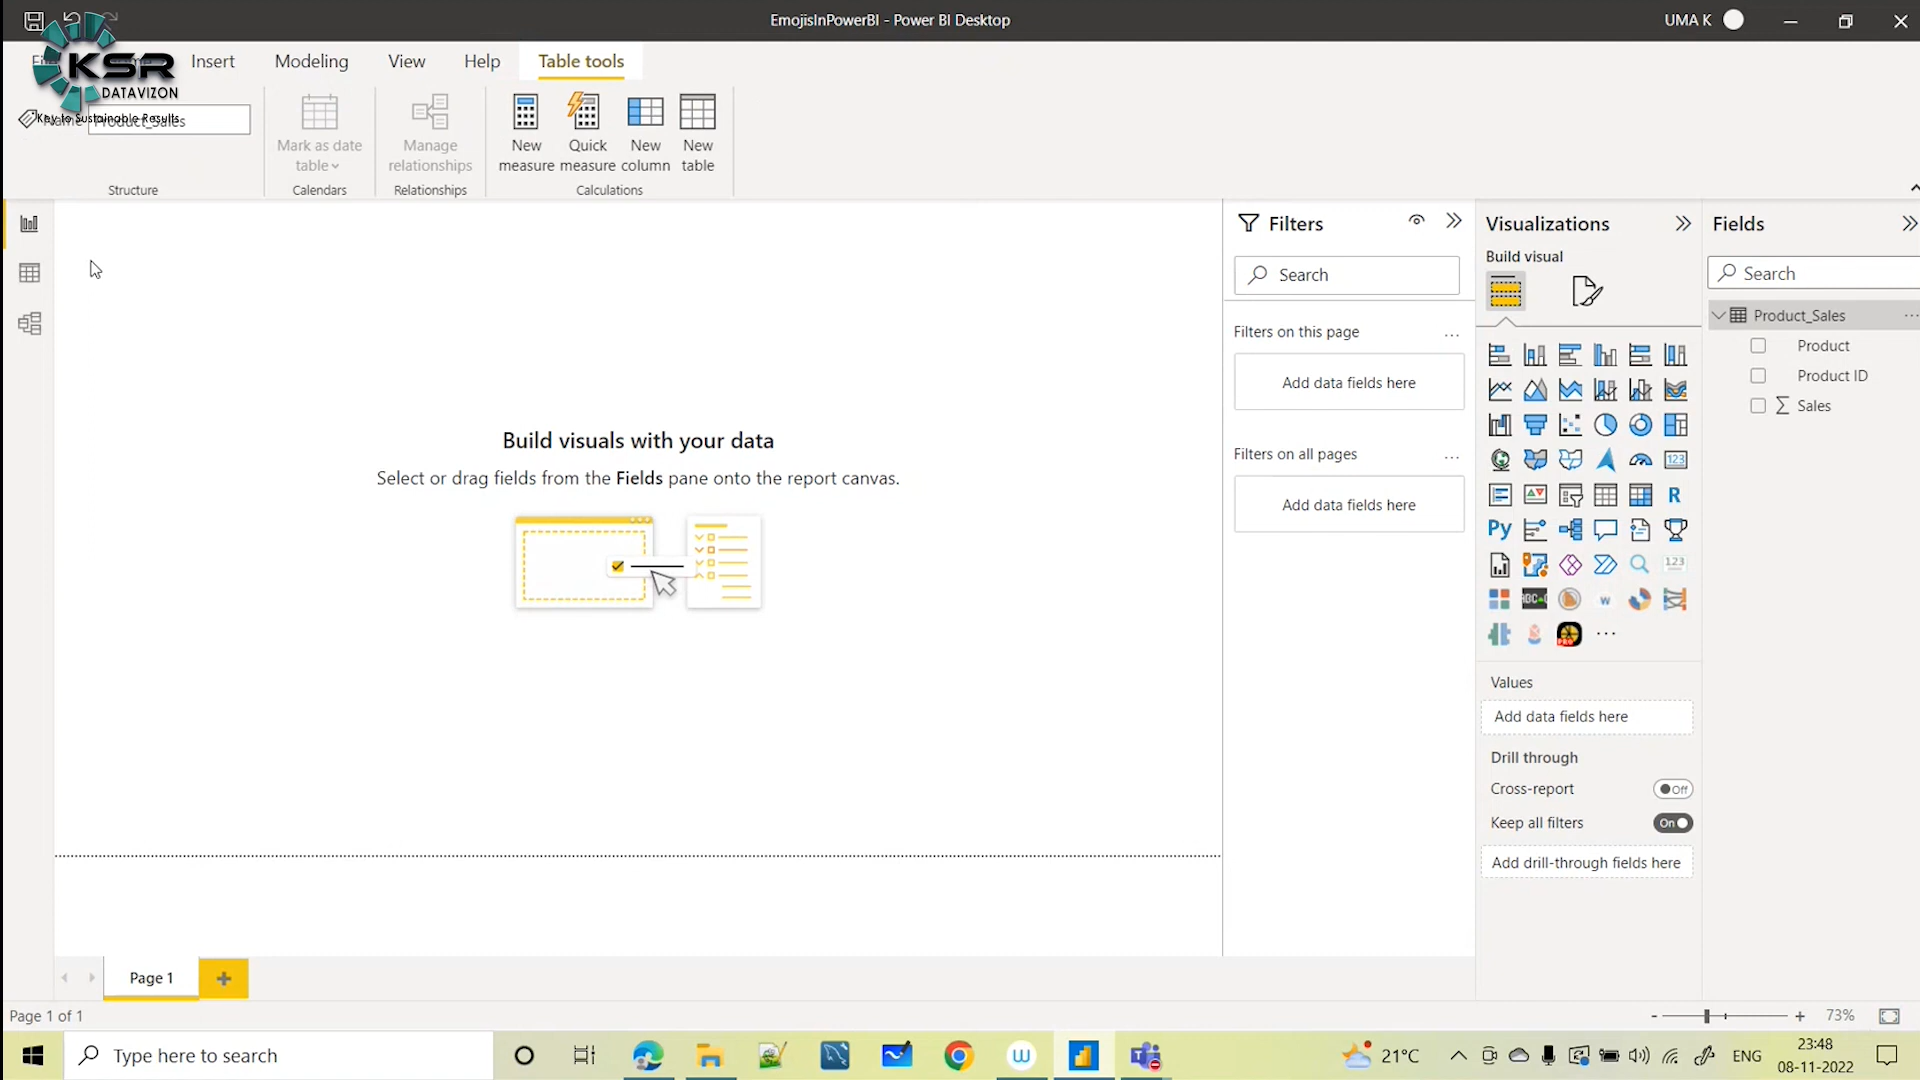 EmojisInPowerBI - Power BI Desktop
UMA K
KSR
DATAVIZON
Key to Sustainable Results
Insert
Modeling
View
Help
Table tools
Product_Sales
Mark as date
table
Manage
relationships
New
measure
Quick
measure
New
column
New
table
Structure
Calendars
Relationships
Calculations
Filters
Search
Filters on this page
...
Add data fields here
Filters on all pages
...
Add data fields here
Visualizations
Build visual
123
R
Py
123
PRO
...
Values
Add data fields here
Drill through
Cross-report
Off
Keep all filters
On
Add drill-through fields here
Fields
Search
Product_Sales
...
Product
Product ID
Σ Sales
Build visuals with your data
Select or drag fields from the Fields pane onto the report canvas.
Page 1
+
Page 1 of 1
- + 73%
Type here to search
21°C
ENG
23:48
08-11-2022